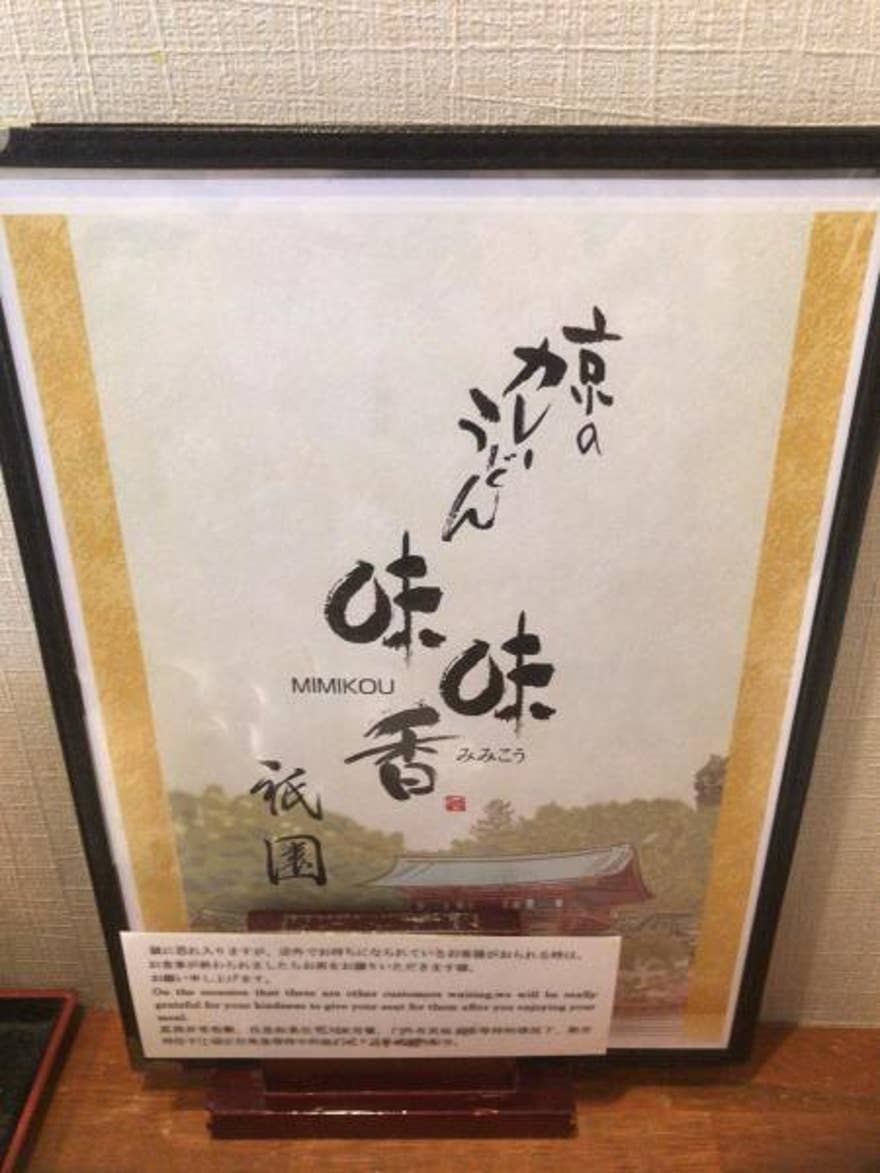 京の
カレー
うどん
味
味
香
MIMIKOU
みみこう
祇
園
誠に恐れ入りますが、店外でお待ちになられているお客様がおられる時は、
お食事が終わられましたらお席をお譲りいただきます様、
お願い申し上げます。
On the occasion that there are other customers waiting,we will be really
grateful for your kindness to give your seat for them after you enjoying your
meal.